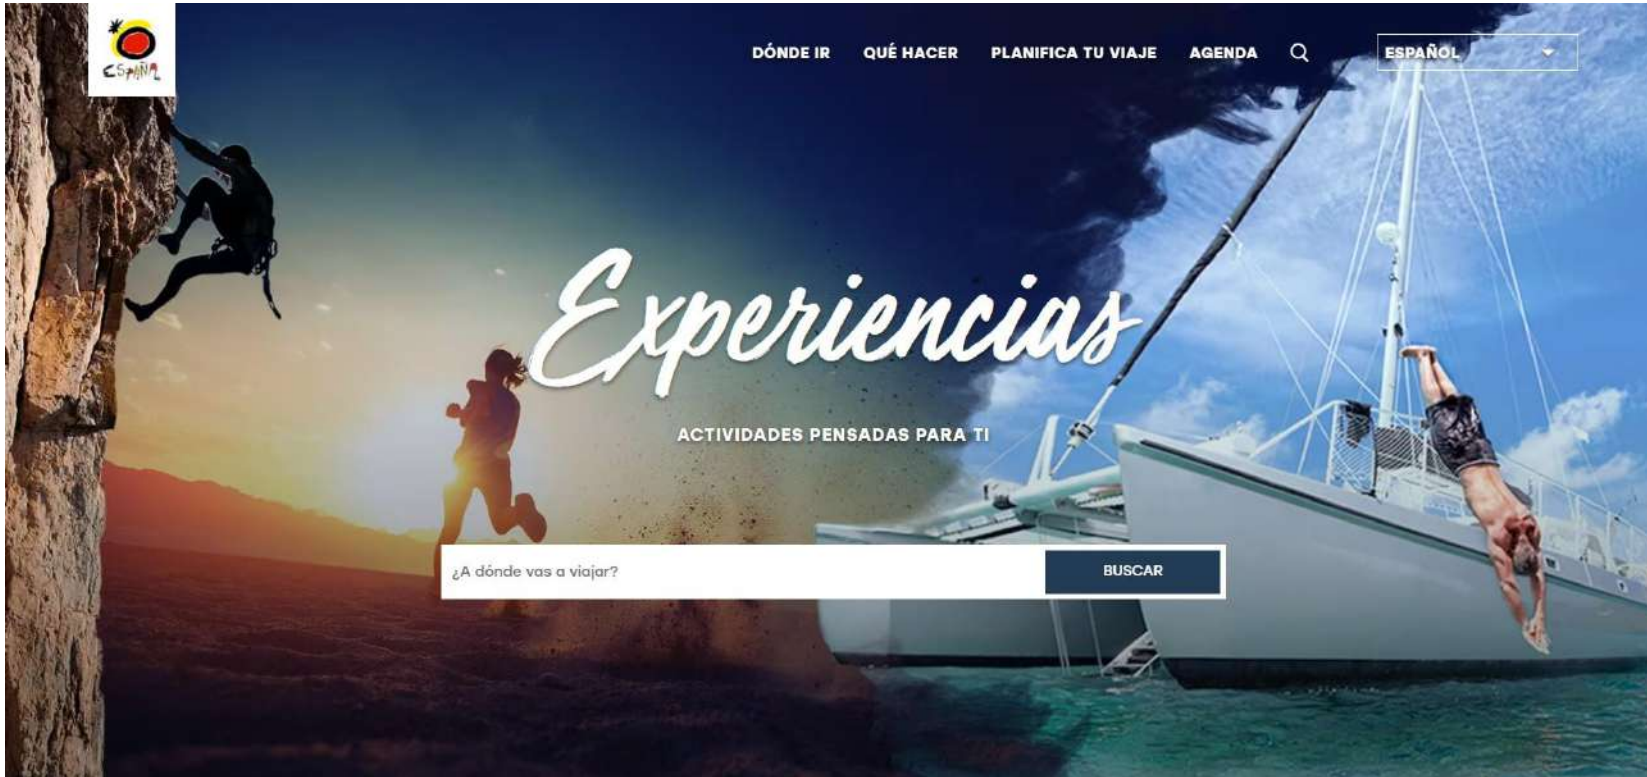 ESPAÑA
DÓNDE IR QUÉ HACER PLANIFICA TU VIAJE AGENDA ESPAÑOL
Experiencias
ACTIVIDADES PENSADAS PARA TI
¿A dónde vas a viajar? BUSCAR